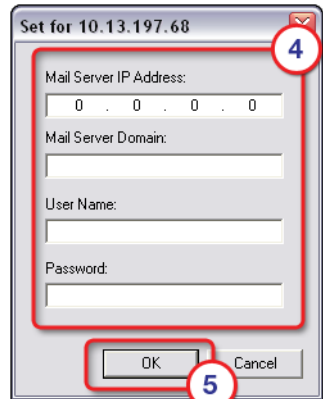 Set for 10.13.197.68
4
Mail Server IP Address:
0 . 0 . 0 . 0
Mail Server Domain:
User Name:
Password:
OK
Cancel
5